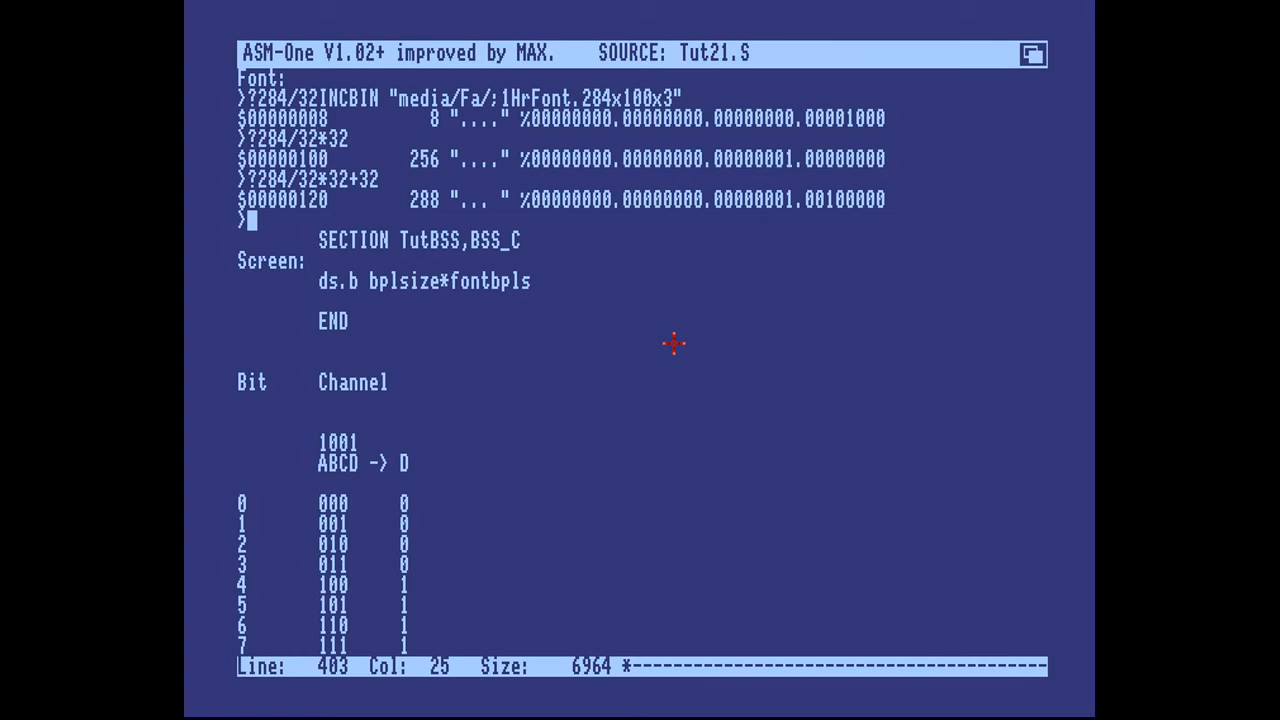 ASM-One V1.02+ improved by MAX. SOURCE: Tut21.S
Font:
>?284/32INCBIN "media/Fa/;1HrFont.284x100x3"
$00000008 8 "...." %00000000.00000000.00000000.00001000
>?284/32*32
$00000100 256 "...." %00000000.00000000.00000001.00000000
>?284/32*32+32
$00000120 288 "... " %00000000.00000000.00000001.00100000
>
SECTION TutBSS,BSS_C
Screen:
ds.b bplsize*fontbpls
END
Bit Channel
1001
ABCD -> D
0 000 0
1 001 0
2 010 0
3 011 0
4 100 1
5 101 1
6 110 1
7 111 1
Line: 403 Col: 25 Size: 6964 *-----------------------------------------